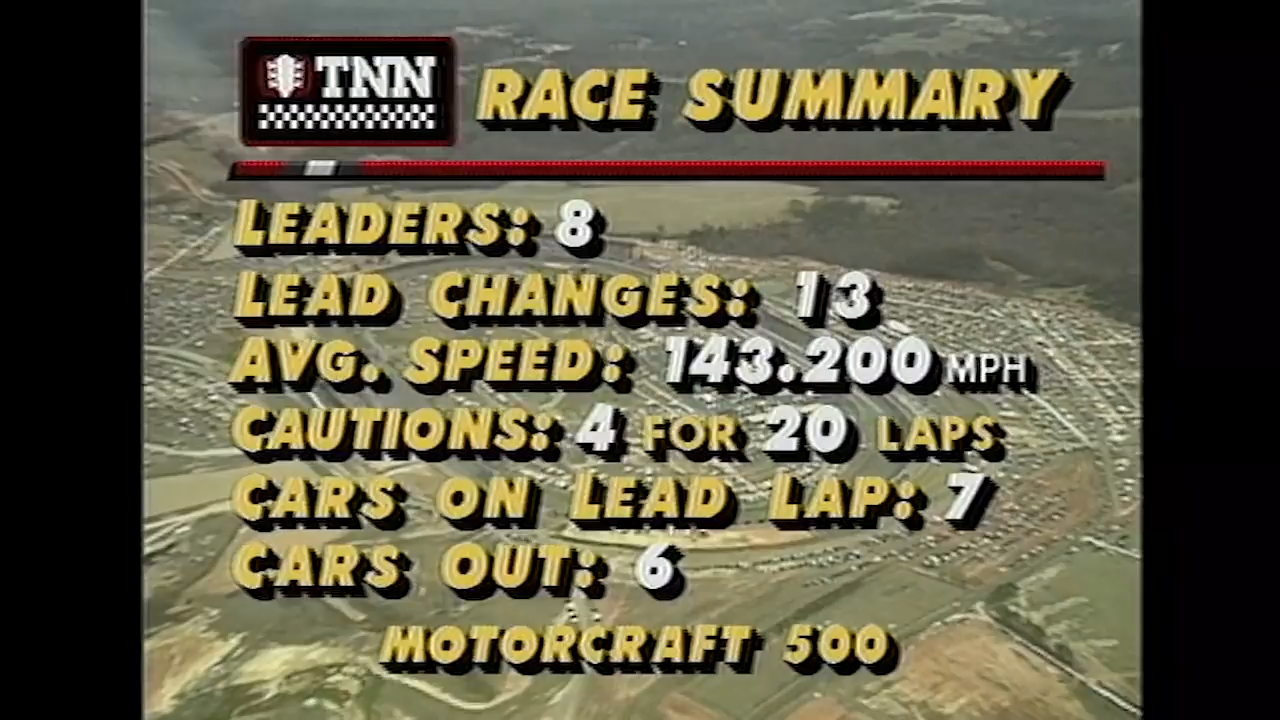 TNN
RACE SUMMARY
LEADERS: 8
LEAD CHANGES: 13
AVG. SPEED: 143.200 MPH
CAUTIONS: 4 FOR 20 LAPS
CARS ON LEAD LAP: 7
CARS OUT: 6
MOTORCRAFT 500